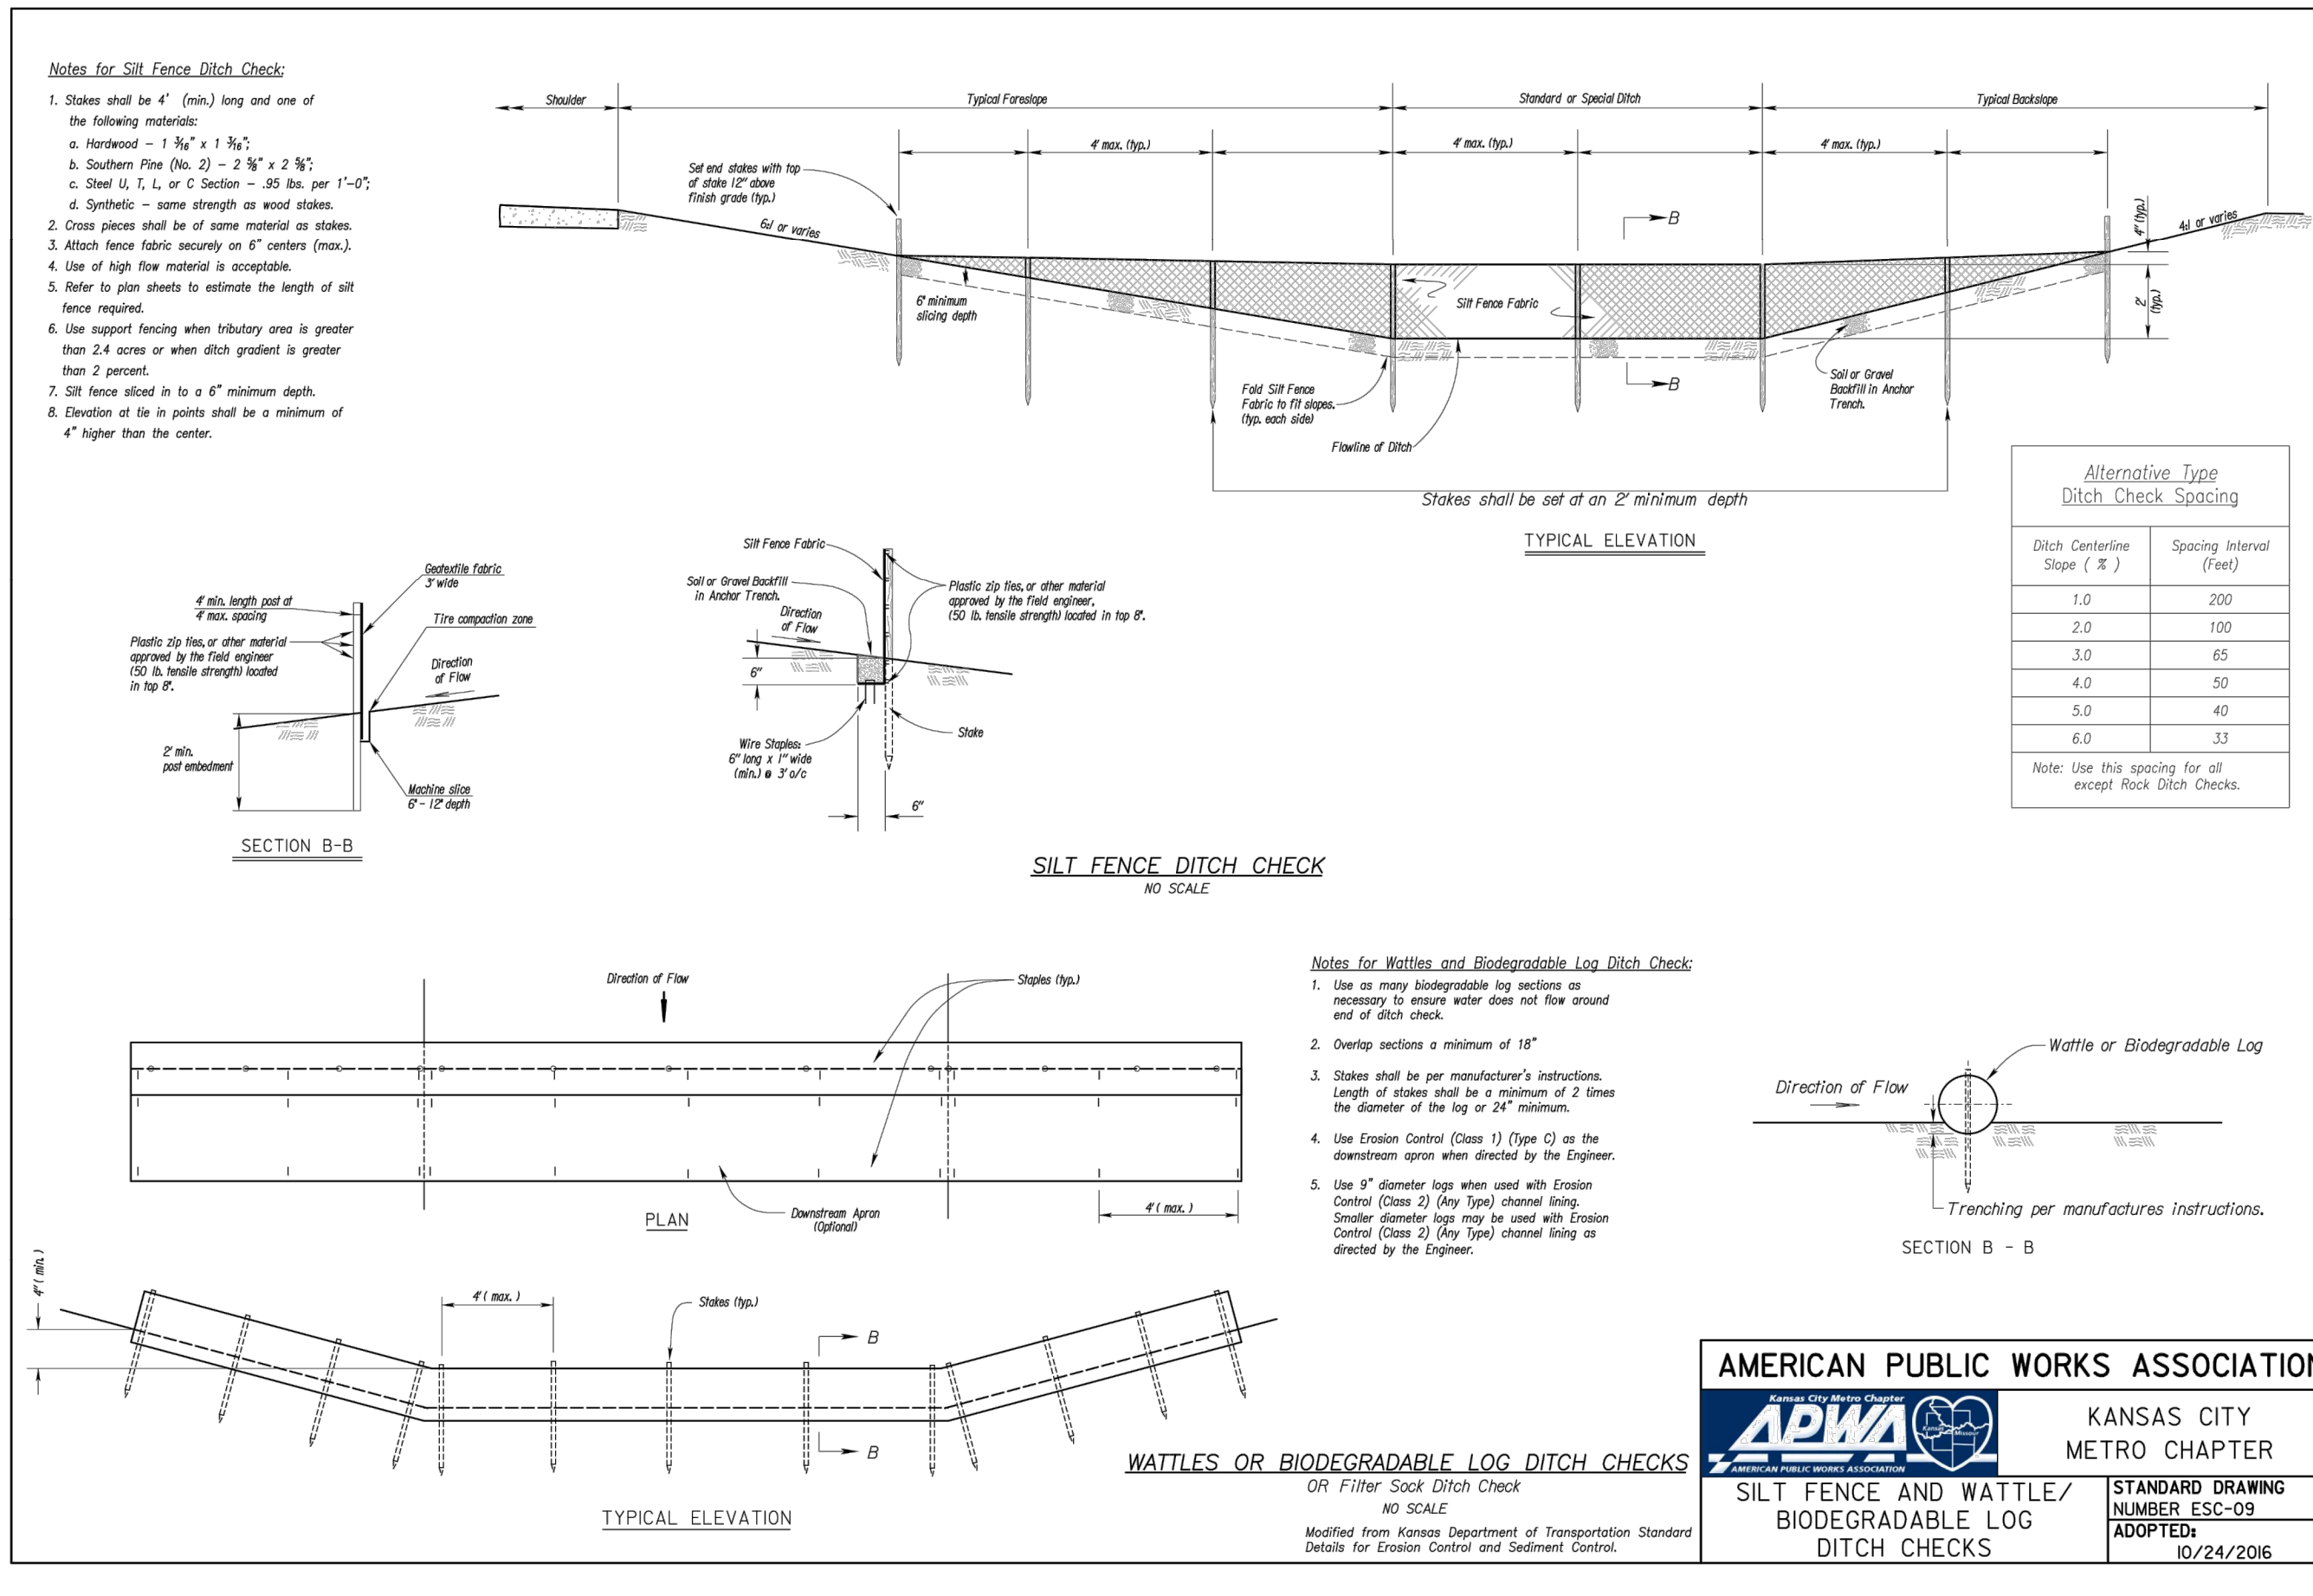 Notes for Silt Fence Ditch Check:
1. Stakes shall be 4' (min.) long and one of
the following materials:
a. Hardwood – 1 3/16" x 1 3/16";
b. Southern Pine (No. 2) – 2 5/8" x 2 5/8";
c. Steel U, T, L, or C Section – .95 lbs. per 1'–0";
d. Synthetic – same strength as wood stakes.
2. Cross pieces shall be of same material as stakes.
3. Attach fence fabric securely on 6" centers (max.).
4. Use of high flow material is acceptable.
5. Refer to plan sheets to estimate the length of silt
fence required.
6. Use support fencing when tributary area is greater
than 2.4 acres or when ditch gradient is greater
than 2 percent.
7. Silt fence sliced in to a 6" minimum depth.
8. Elevation at tie in points shall be a minimum of
4" higher than the center.
Shoulder
Typical Foreslope
Standard or Special Ditch
Typical Backslope
4' max. (typ.)
4' max. (typ.)
4' max. (typ.)
Set end stakes with top
of stake 12" above
finish grade (typ.)
6:1 or varies
B
4" (typ.)
4:1 or varies
6" minimum
slicing depth
Silt Fence Fabric
2' (typ.)
Fold Silt Fence
Fabric to fit slopes.
(typ. each side)
B
Soil or Gravel
Backfill in Anchor
Trench.
Flowline of Ditch
Stakes shall be set at an 2' minimum depth
TYPICAL ELEVATION
Alternative Type
Ditch Check Spacing
Ditch Centerline Slope ( % ) Spacing Interval (Feet)
1.0 200
2.0 100
3.0 65
4.0 50
5.0 40
6.0 33
Note: Use this spacing for all
except Rock Ditch Checks.
Geotextile fabric
3' wide
4' min. length post at
4' max. spacing
Tire compaction zone
Plastic zip ties, or other material
approved by the field engineer
(50 lb. tensile strength) located
in top 8".
Direction
of Flow
2' min.
post embedment
Machine slice
6" - 12" depth
SECTION B-B
Silt Fence Fabric
Soil or Gravel Backfill
in Anchor Trench.
Direction
of Flow
Plastic zip ties, or other material
approved by the field engineer,
(50 lb. tensile strength) located in top 8".
6"
Stake
Wire Staples:
6" long x 1" wide
(min.) @ 3' o/c
6"
SILT FENCE DITCH CHECK
NO SCALE
Direction of Flow
Staples (typ.)
PLAN
Downstream Apron
(Optional)
4' ( max. )
4" ( min. )
4' ( max. )
Stakes (typ.)
B
B
TYPICAL ELEVATION
Notes for Wattles and Biodegradable Log Ditch Check:
1. Use as many biodegradable log sections as
necessary to ensure water does not flow around
end of ditch check.
2. Overlap sections a minimum of 18"
3. Stakes shall be per manufacturer's instructions.
Length of stakes shall be a minimum of 2 times
the diameter of the log or 24" minimum.
4. Use Erosion Control (Class 1) (Type C) as the
downstream apron when directed by the Engineer.
5. Use 9" diameter logs when used with Erosion
Control (Class 2) (Any Type) channel lining.
Smaller diameter logs may be used with Erosion
Control (Class 2) (Any Type) channel lining as
directed by the Engineer.
Wattle or Biodegradable Log
Direction of Flow
Trenching per manufactures instructions.
SECTION B - B
WATTLES OR BIODEGRADABLE LOG DITCH CHECKS
OR Filter Sock Ditch Check
NO SCALE
Modified from Kansas Department of Transportation Standard
Details for Erosion Control and Sediment Control.
AMERICAN PUBLIC WORKS ASSOCIATION
Kansas City Metro Chapter
APWA
Kansas
Missouri
AMERICAN PUBLIC WORKS ASSOCIATION
KANSAS CITY
METRO CHAPTER
SILT FENCE AND WATTLE/
BIODEGRADABLE LOG
DITCH CHECKS
STANDARD DRAWING
NUMBER ESC-09
ADOPTED:
10/24/2016